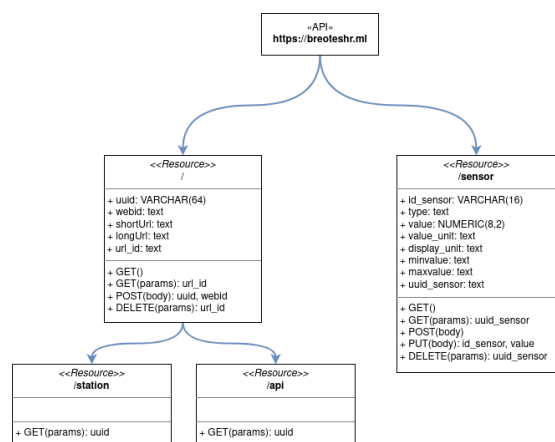 «API»
https://breoteshr.ml
<<Resource>>
/
+ uuid: VARCHAR(64)
+ webid: text
+ shortUrl: text
+ longUrl: text
+ url_id: text
+ GET()
+ GET(params): url_id
+ POST(body): uuid, webid
+ DELETE(params): url_id
<<Resource>>
/sensor
+ id_sensor: VARCHAR(16)
+ type: text
+ value: NUMERIC(8,2)
+ value_unit: text
+ display_unit: text
+ minvalue: text
+ maxvalue: text
+ uuid_sensor: text
+ GET()
+ GET(params): uuid_sensor
+ POST(body)
+ PUT(body): id_sensor, value
+ DELETE(params): uuid_sensor
<<Resource>>
/station
+ GET(params): uuid
<<Resource>>
/api
+ GET(params): uuid